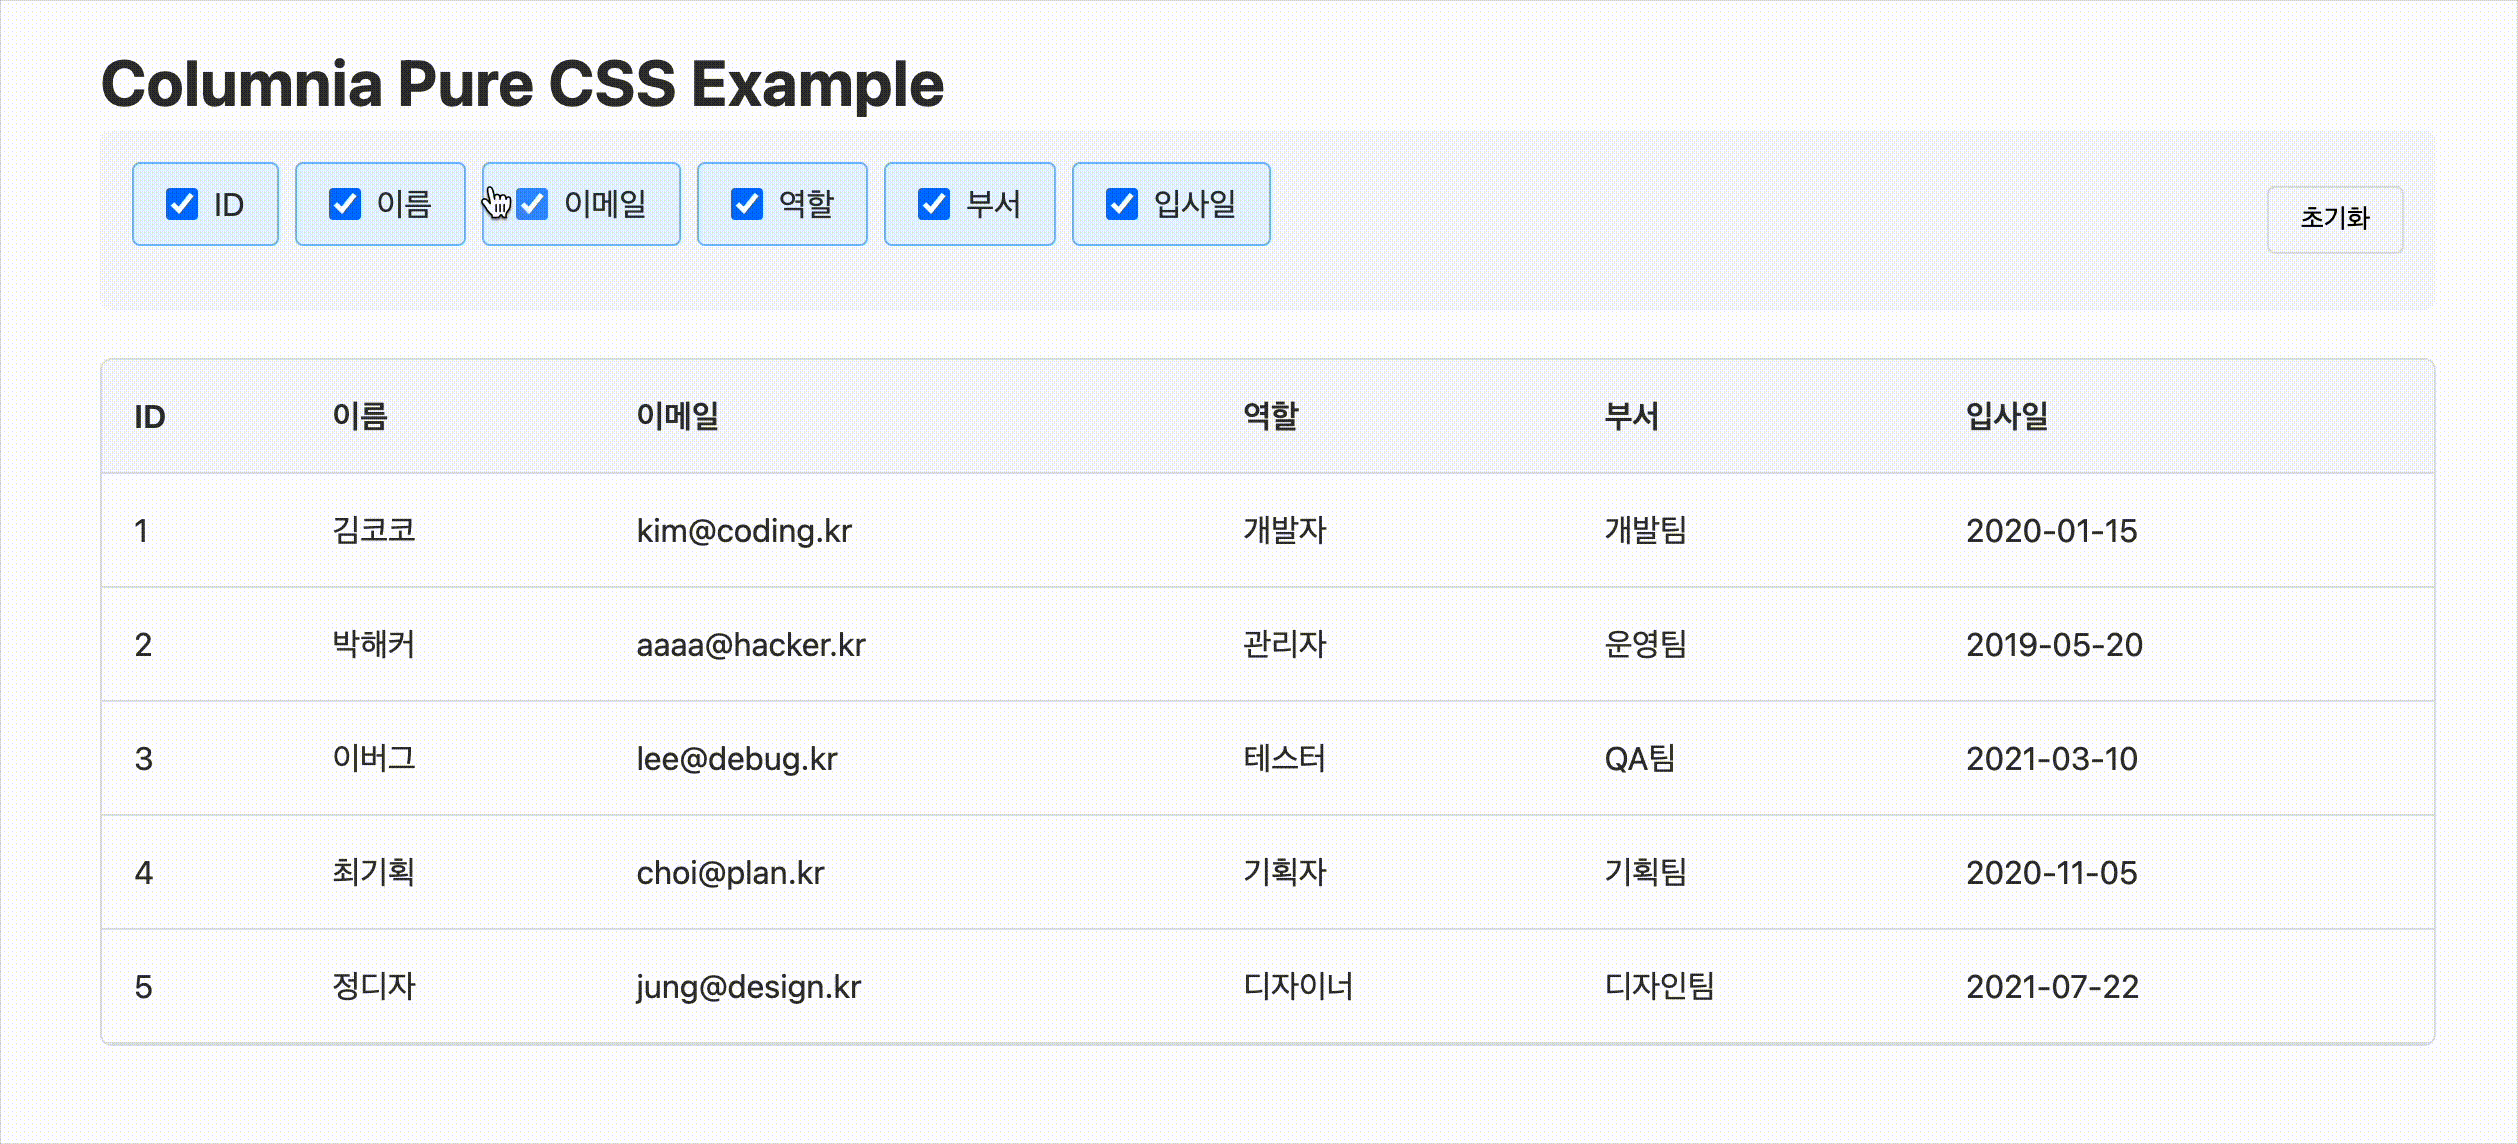 Columnia Pure CSS Example
ID 이름 이메일 역할 부서 입사일 초기화
ID 이름 이메일 역할 부서 입사일
1 김코코 kim@coding.kr 개발자 개발팀 2020-01-15
2 박해커 aaaa@hacker.kr 관리자 운영팀 2019-05-20
3 이버그 lee@debug.kr 테스터 QA팀 2021-03-10
4 최기획 choi@plan.kr 기획자 기획팀 2020-11-05
5 정디자 jung@design.kr 디자이너 디자인팀 2021-07-22